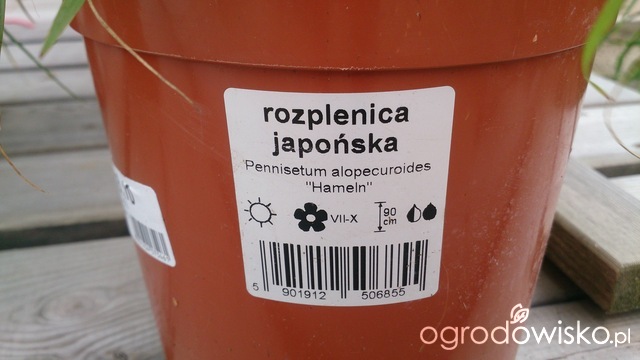 rozplenica
japońska
Pennisetum alopecuroides
"Hameln"
VII-X
90
cm
5 901912 506855
ogrodowisko.pl